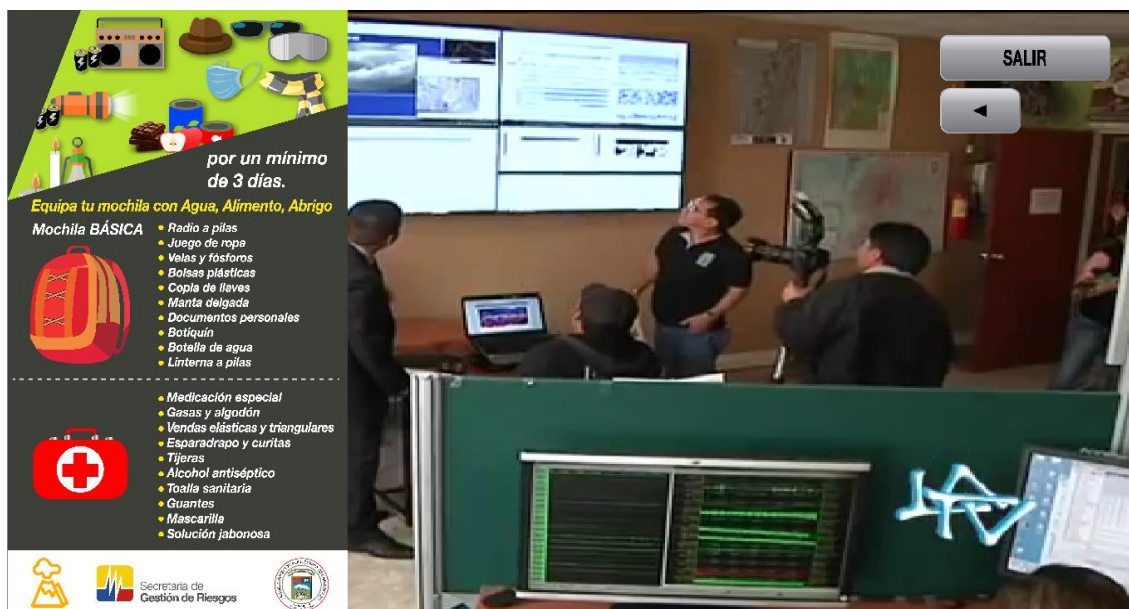 por un mínimo
de 3 días.
Equipa tu mochila con Agua, Alimento, Abrigo
Mochila BÁSICA
Radio a pilas
Juego de ropa
Velas y fósforos
Bolsas plásticas
Copia de llaves
Manta delgada
Documentos personales
Botiquín
Botella de agua
Linterna a pilas
Medicación especial
Gasas y algodón
Vendas elásticas y triangulares
Esparadrapo y curitas
Tijeras
Alcohol antiséptico
Toalla sanitaria
Guantes
Mascarilla
Solución jabonosa
Secretaría de
Gestión de Riesgos
SALIR